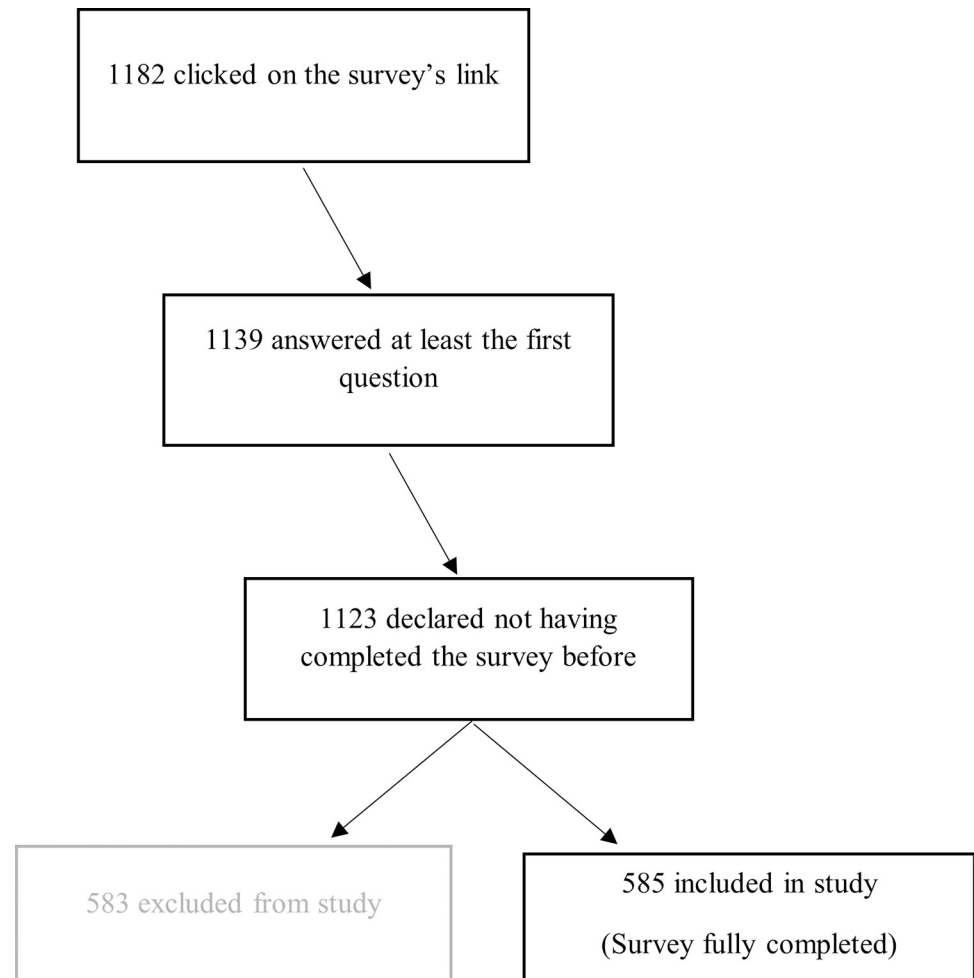 1182 clicked on the survey’s link
1139 answered at least the first
question
1123 declared not having
completed the survey before
583 excluded from study
585 included in study
(Survey fully completed)